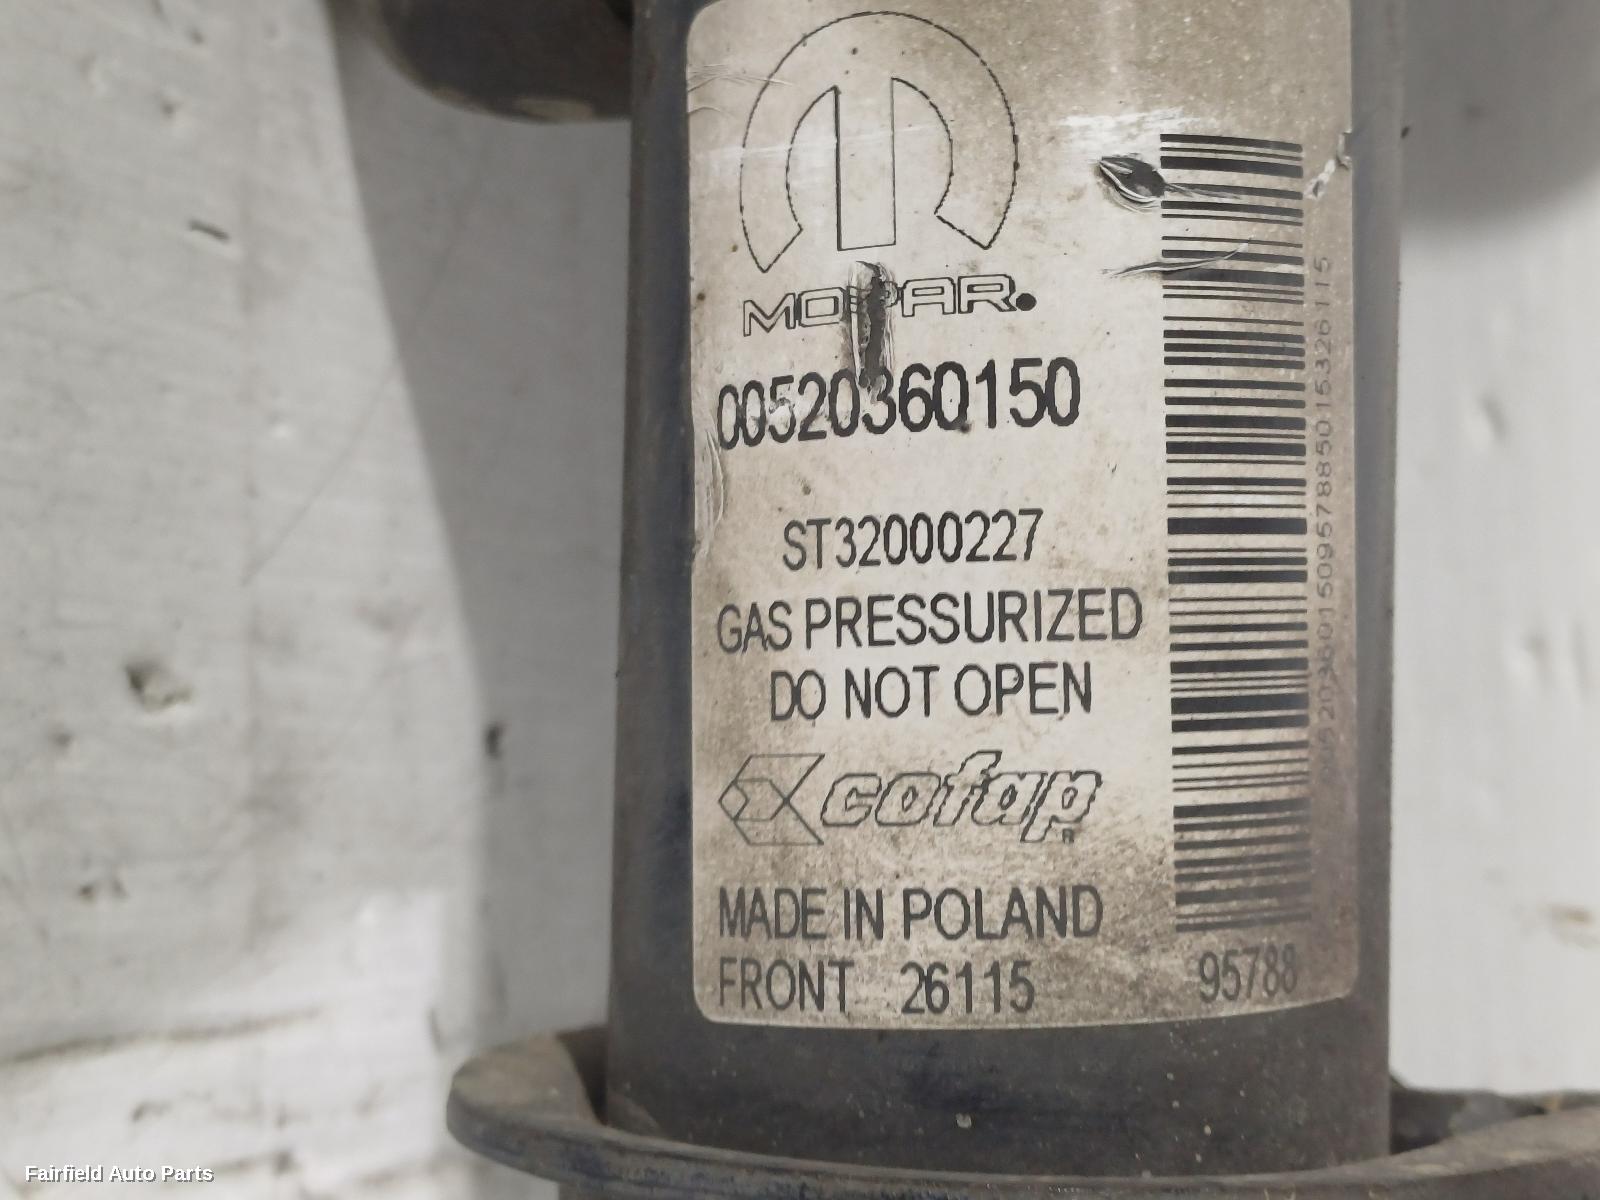 MOPAR.
00520360150
ST32000227
GAS PRESSURIZED
DO NOT OPEN
cofap
MADE IN POLAND
FRONT 26115
95788
Fairfield Auto Parts